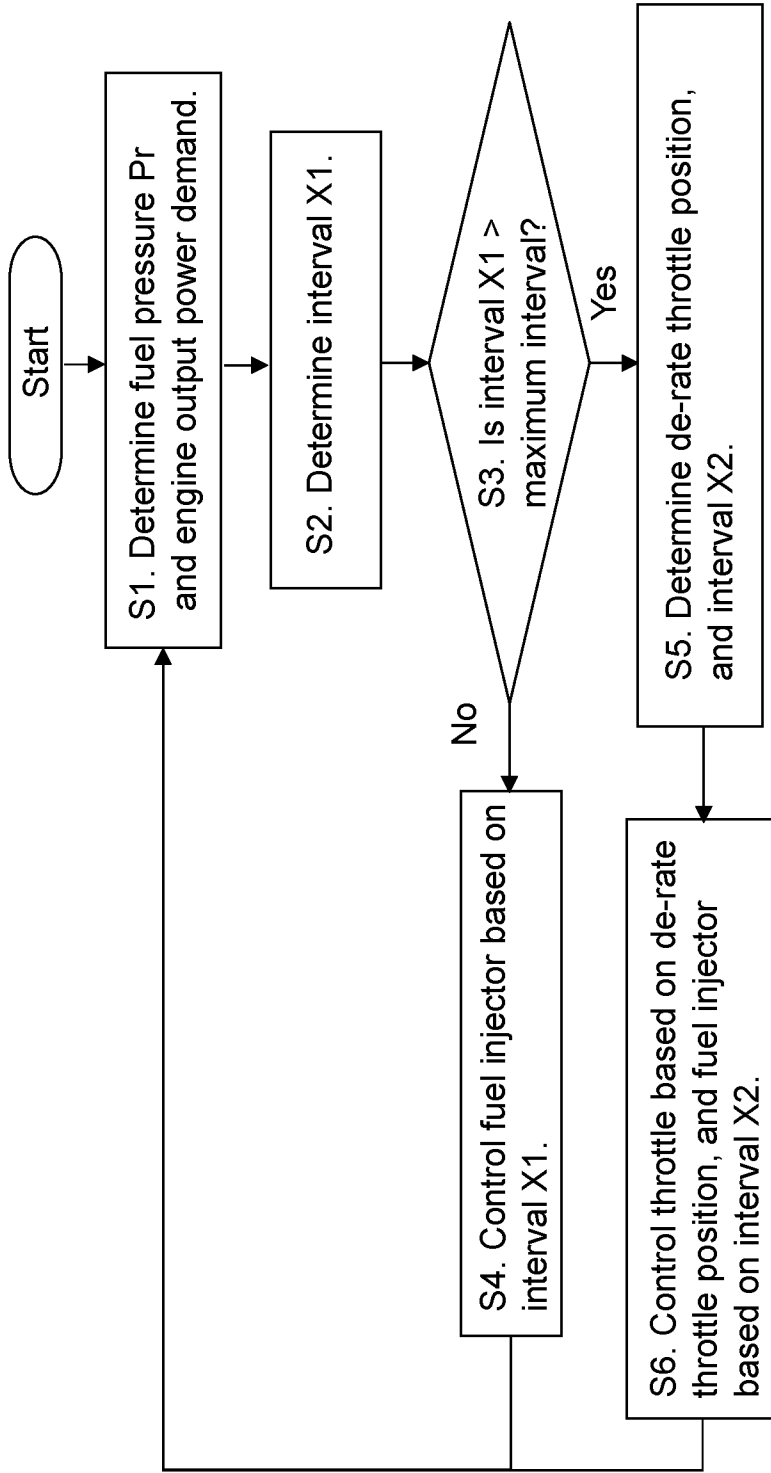 Start
S1. Determine fuel pressure Pr
and engine output power demand.
S2. Determine interval X1.
S3. Is interval X1 >
maximum interval?
No
Yes
S4. Control fuel injector based on
interval X1.
S5. Determine de-rate throttle position,
and interval X2.
S6. Control throttle based on de-rate
throttle position, and fuel injector
based on interval X2.